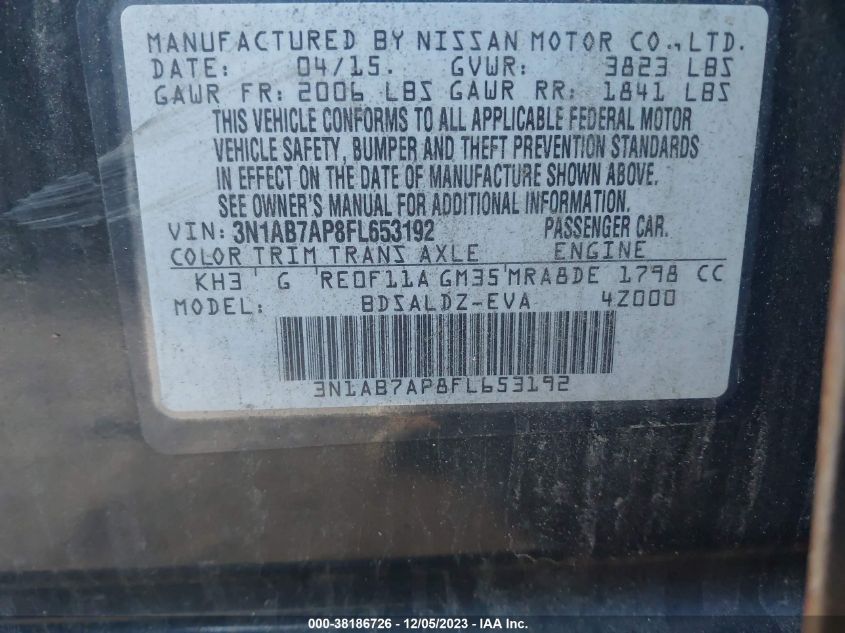 MANUFACTURED BY NISSAN MOTOR CO., LTD.
DATE: 04/15. GVWR: 3823 LBS
GAWR FR: 2006 LBS GAWR RR: 1841 LBS
THIS VEHICLE CONFORMS TO ALL APPLICABLE FEDERAL MOTOR
VEHICLE SAFETY, BUMPER AND THEFT PREVENTION STANDARDS
IN EFFECT ON THE DATE OF MANUFACTURE SHOWN ABOVE.
SEE OWNER'S MANUAL FOR ADDITIONAL INFORMATION.
VIN: 3N1AB7AP8FL653192 PASSENGER CAR.
COLOR TRIM TRANS AXLE ENGINE
KH3 G RE0F11A GM35 MRA8DE 1798 CC
MODEL: BDSALDZ-EVA 4Z000
3N1AB7AP8FL653192
000-38186726 - 12/05/2023 - IAA Inc.